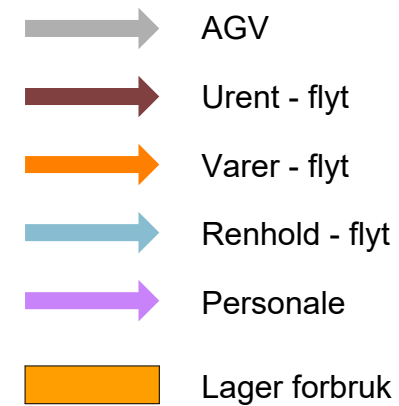 AGV
Urent - flyt
Varer - flyt
Renhold - flyt
Personale
Lager forbruk